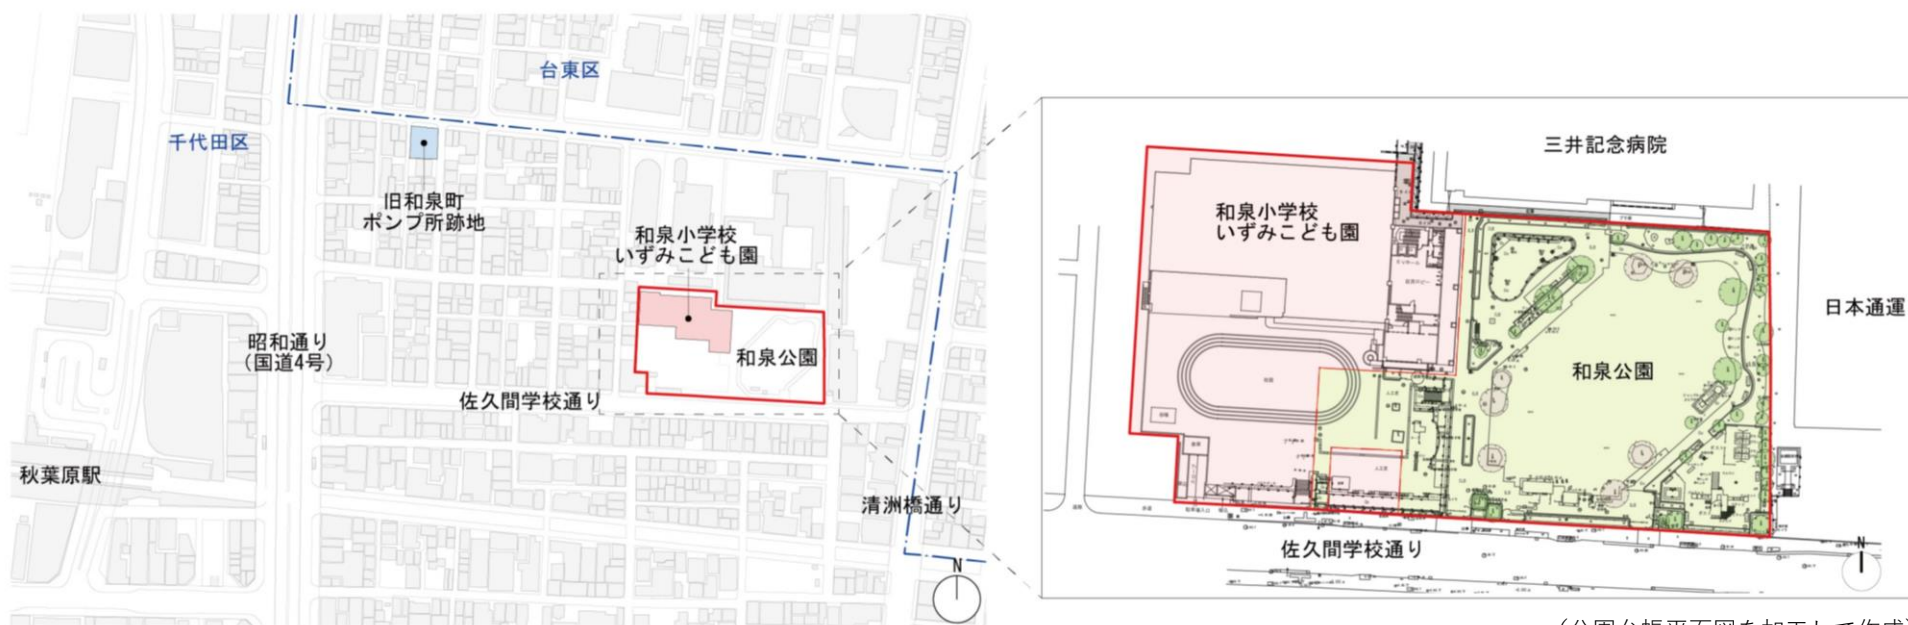 台東区
千代田区
旧和泉町
ポンプ所跡地
和泉小学校
いずみこども園
昭和通り
（国道4号）
和泉公園
佐久間学校通り
秋葉原駅
清洲橋通り
N
三井記念病院
和泉小学校
いずみこども園
日本通運
和泉公園
佐久間学校通り
N